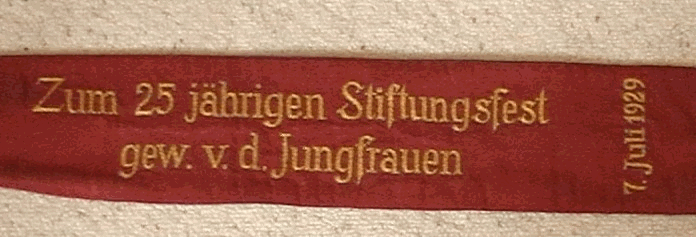 Zum 25 jährigen Stiftungsfest
gew. v. d. Jungfrauen
7. Juli 1929